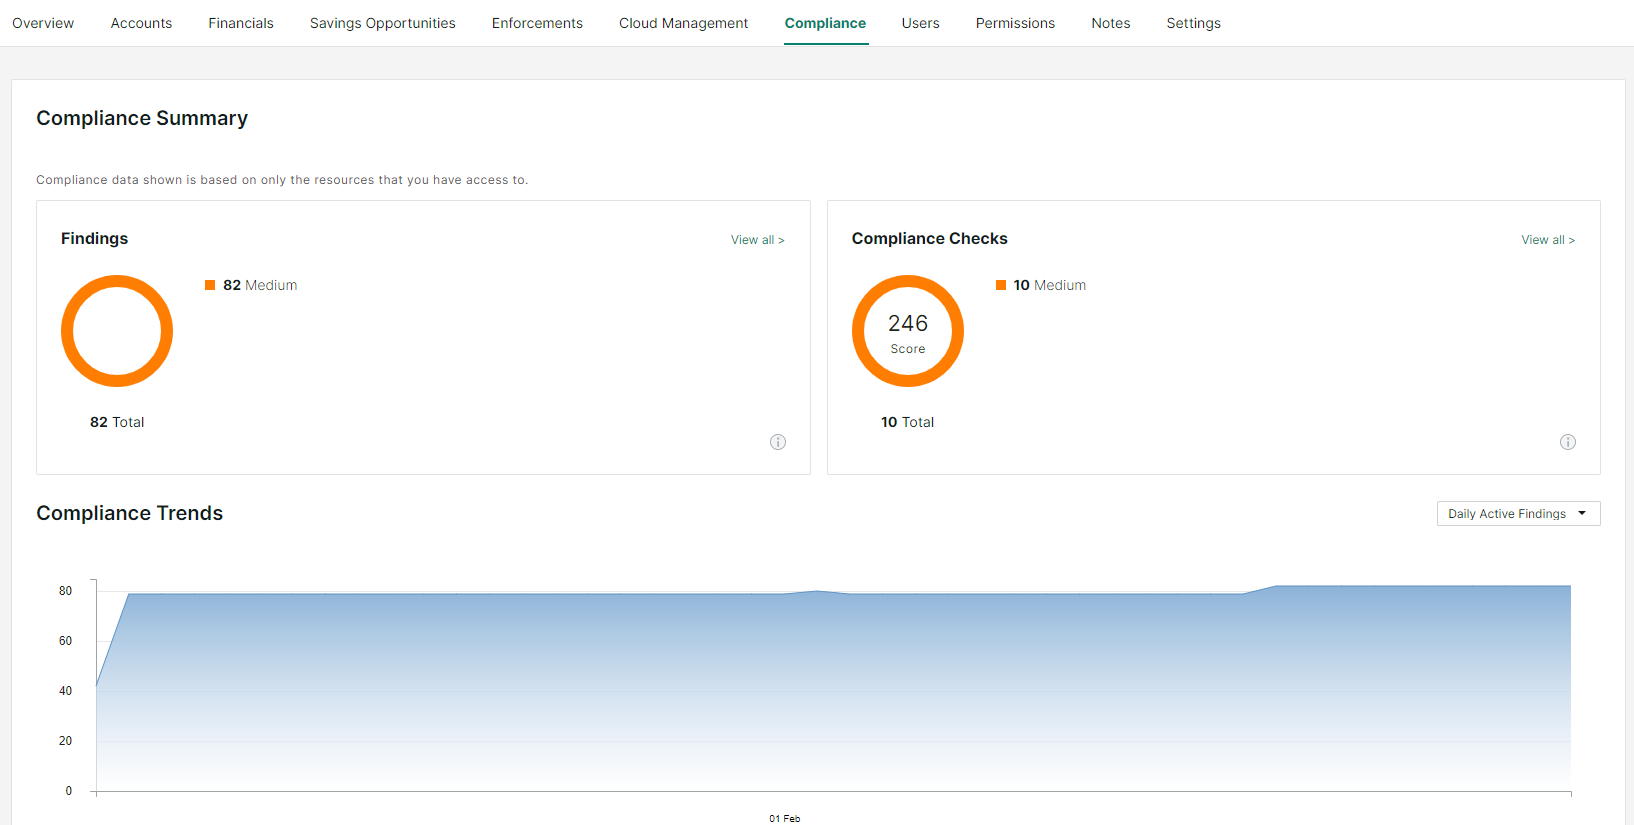 Overview Accounts Financials Savings Opportunities Enforcements Cloud Management Compliance Users Permissions Notes Settings
Compliance Summary
Compliance data shown is based on only the resources that you have access to.
Findings View all >
82 Medium
82 Total
Compliance Checks View all >
10 Medium
246
Score
10 Total
Compliance Trends
Daily Active Findings
80
60
40
20
0
01 Feb